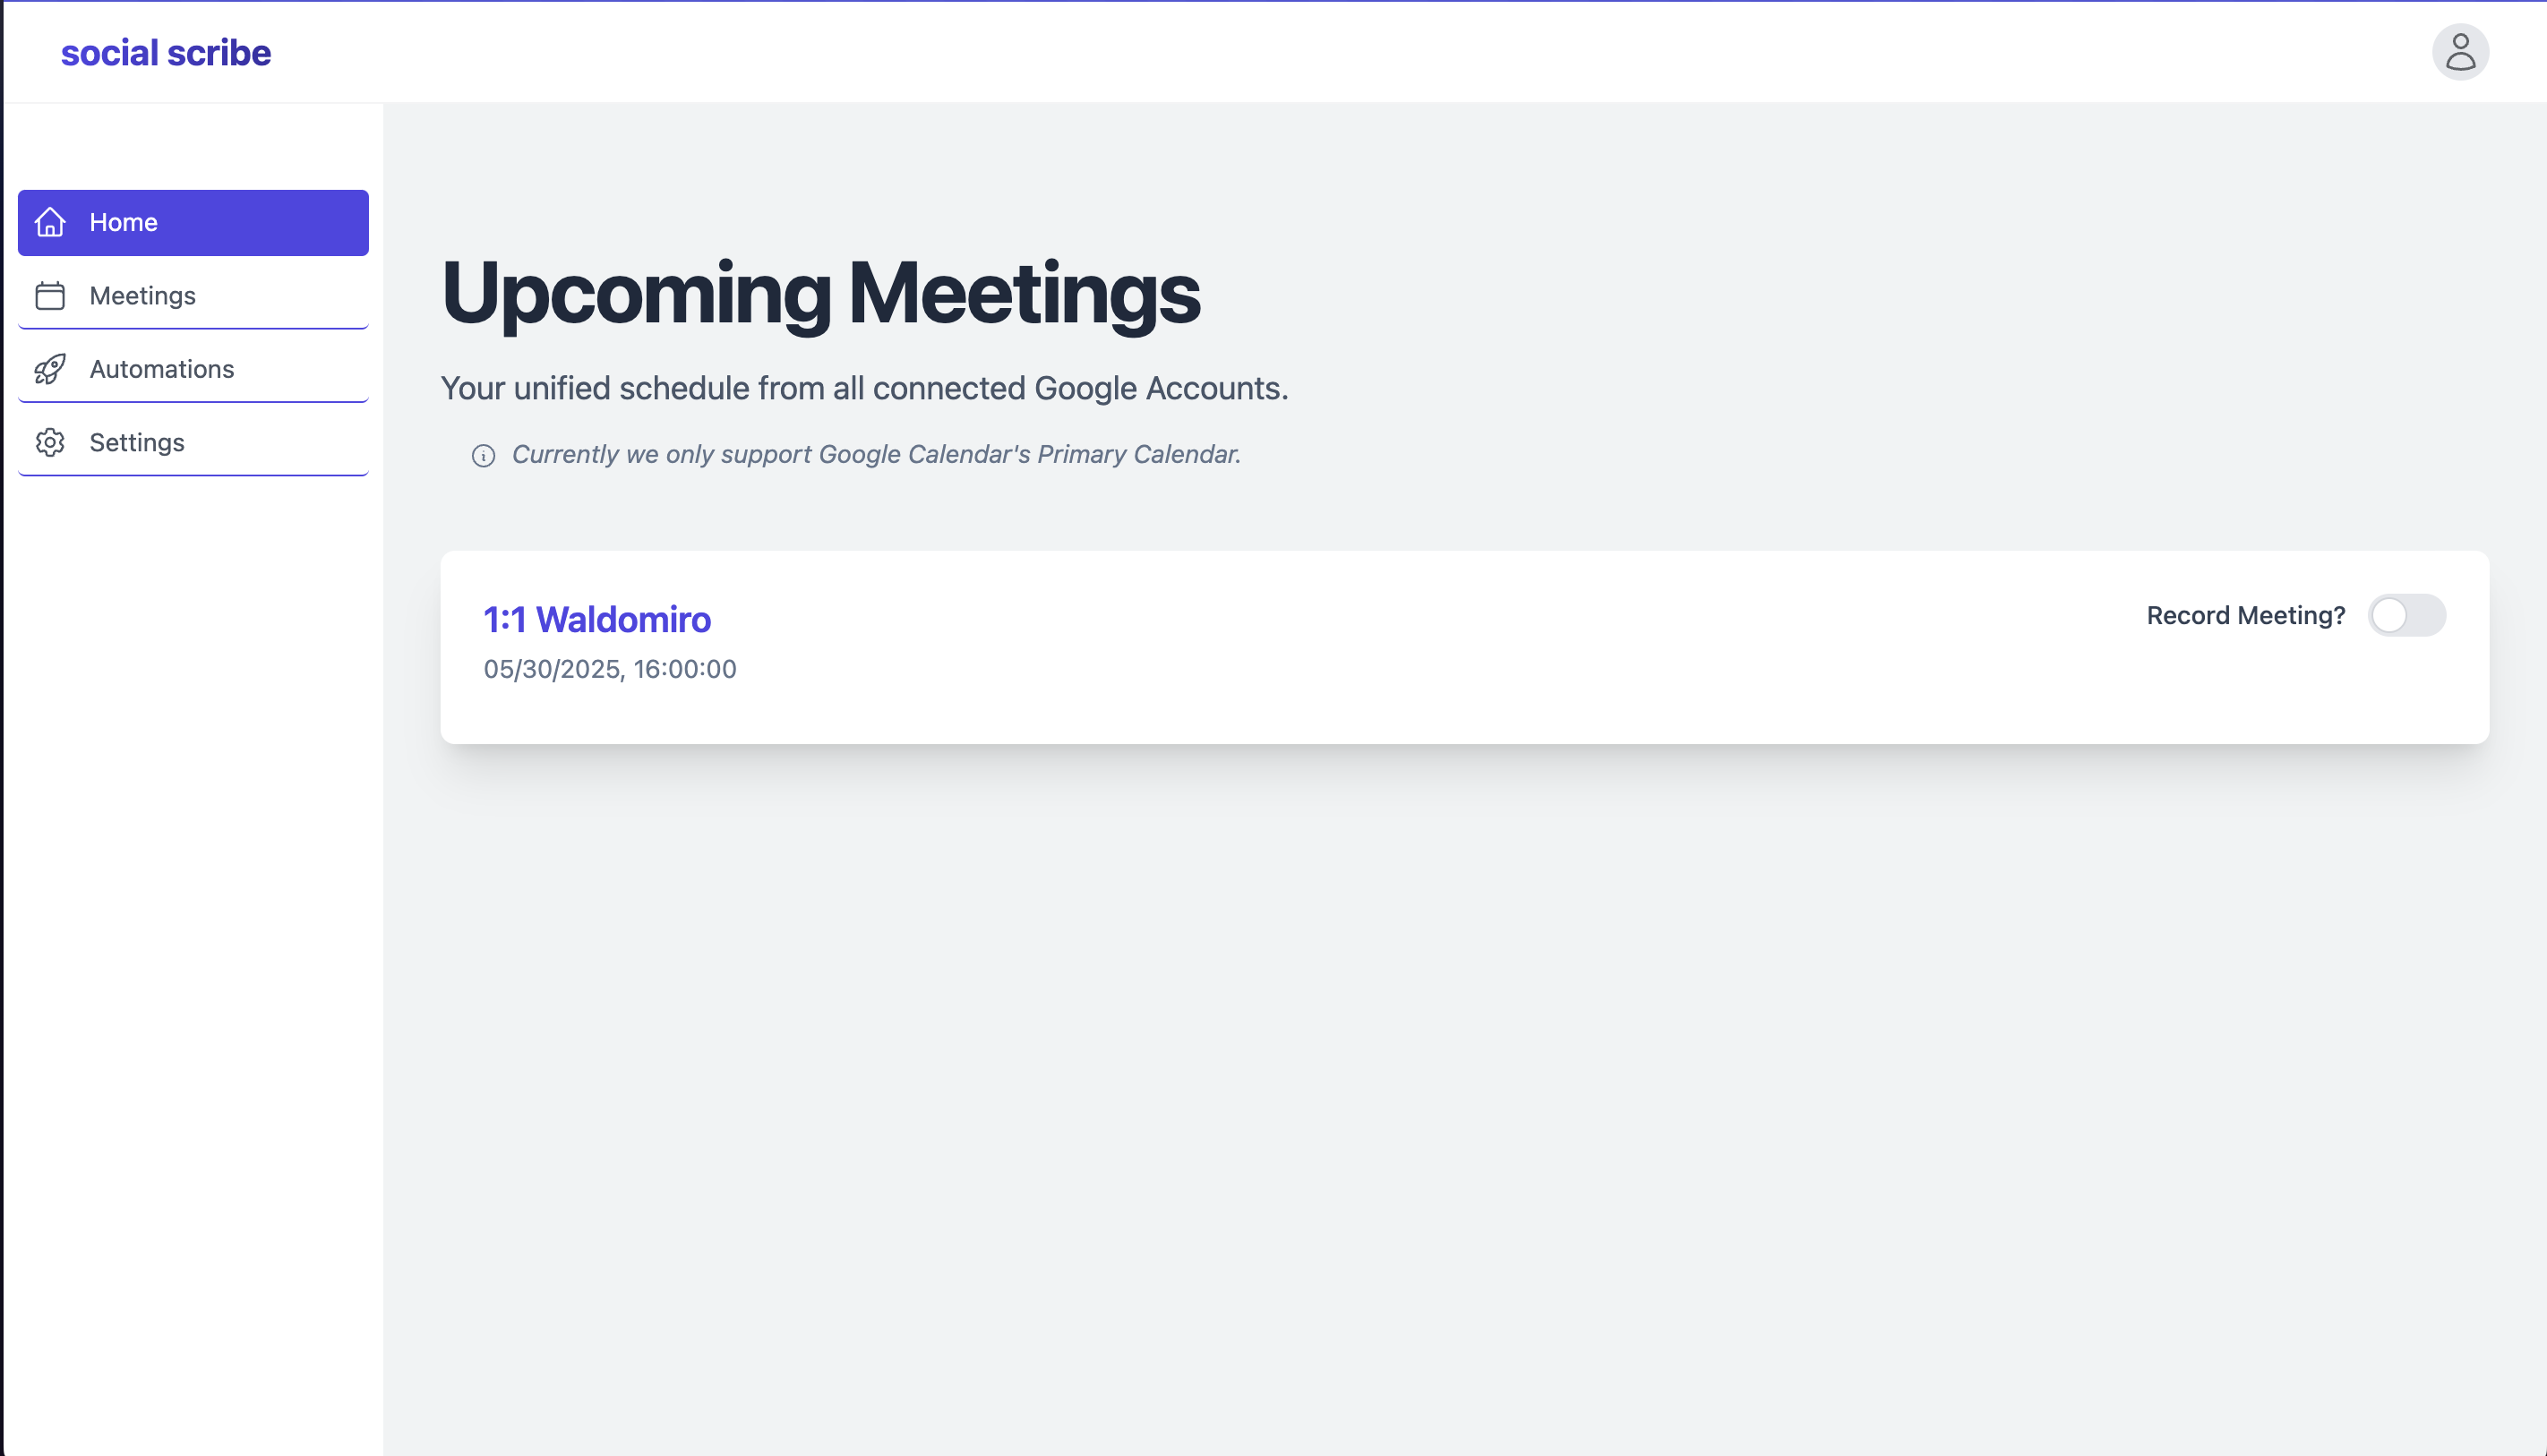 social scribe
Home
Meetings
Automations
Settings
Upcoming Meetings
Your unified schedule from all connected Google Accounts.
Currently we only support Google Calendar's Primary Calendar.
1:1 Waldomiro
Record Meeting?
05/30/2025, 16:00:00